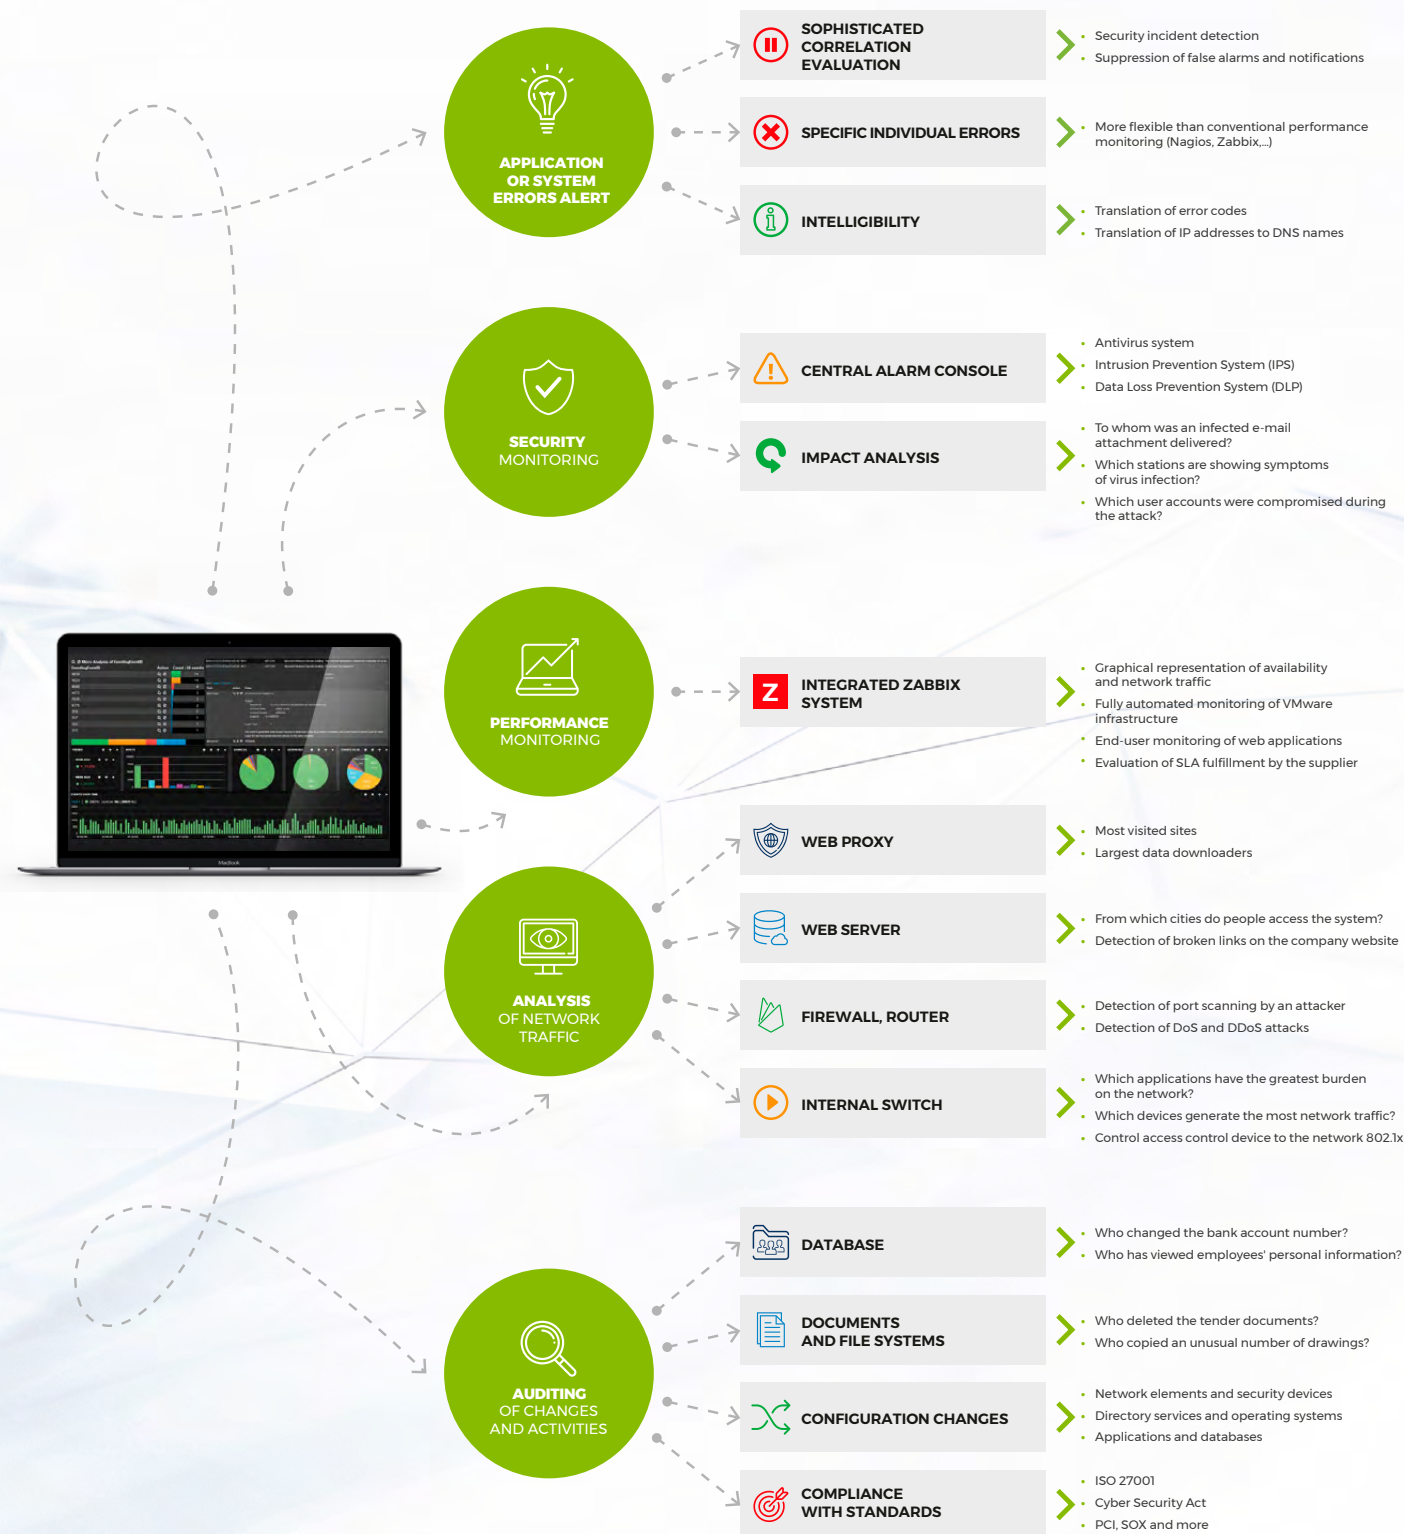 SOPHISTICATED
CORRELATION
EVALUATION
Security incident detection
Suppression of false alarms and notifications
APPLICATION
OR SYSTEM
ERRORS ALERT
SPECIFIC INDIVIDUAL ERRORS
More flexible than conventional performance
monitoring (Nagios, Zabbix,...)
INTELLIGIBILITY
Translation of error codes
Translation of IP addresses to DNS names
SECURITY
MONITORING
CENTRAL ALARM CONSOLE
Antivirus system
Intrusion Prevention System (IPS)
Data Loss Prevention System (DLP)
IMPACT ANALYSIS
To whom was an infected e-mail
attachment delivered?
Which stations are showing symptoms
of virus infection?
Which user accounts were compromised during
the attack?
PERFORMANCE
MONITORING
Z
INTEGRATED ZABBIX
SYSTEM
Graphical representation of availability
and network traffic
Fully automated monitoring of VMware
infrastructure
End-user monitoring of web applications
Evaluation of SLA fulfillment by the supplier
MacBook
ANALYSIS
OF NETWORK
TRAFFIC
WEB PROXY
Most visited sites
Largest data downloaders
WEB SERVER
From which cities do people access the system?
Detection of broken links on the company website
FIREWALL, ROUTER
Detection of port scanning by an attacker
Detection of DoS and DDoS attacks
INTERNAL SWITCH
Which applications have the greatest burden
on the network?
Which devices generate the most network traffic?
Control access control device to the network 802.1x
AUDITING
OF CHANGES
AND ACTIVITIES
DATABASE
Who changed the bank account number?
Who has viewed employees' personal information?
DOCUMENTS
AND FILE SYSTEMS
Who deleted the tender documents?
Who copied an unusual number of drawings?
CONFIGURATION CHANGES
Network elements and security devices
Directory services and operating systems
Applications and databases
COMPLIANCE
WITH STANDARDS
ISO 27001
Cyber Security Act
PCI, SOX and more